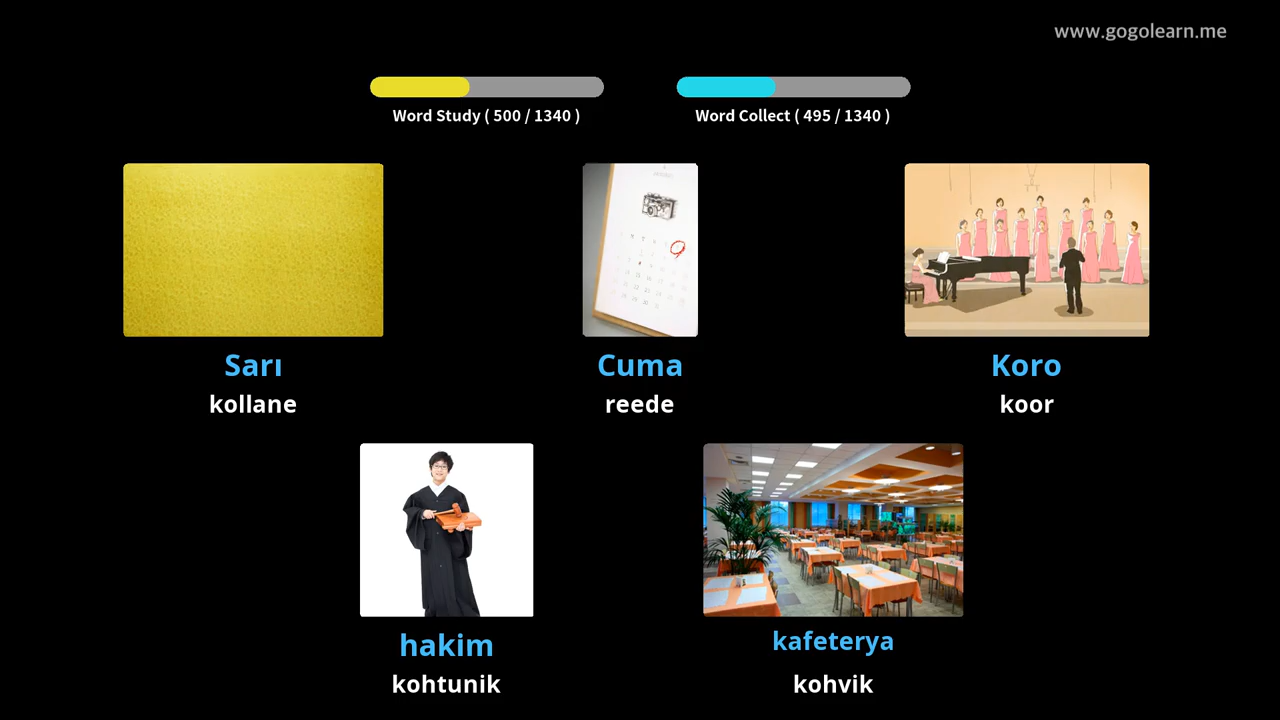 www.gogolearn.me
Word Study ( 500 / 1340 )
Word Collect ( 495 / 1340 )
Sarı
Cuma
Koro
kollane
reede
koor
hakim
kafeterya
kohtunik
kohvik